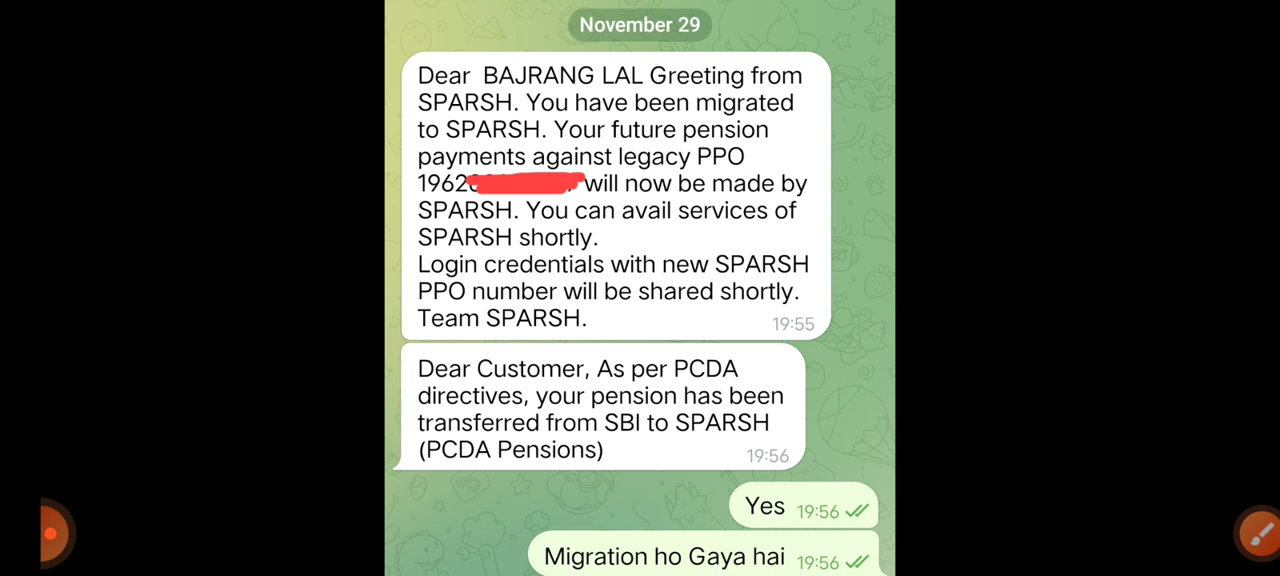 November 29
Dear BAJRANG LAL Greeting from
SPARSH. You have been migrated
to SPARSH. Your future pension
payments against legacy PPO
1962 will now be made by
SPARSH. You can avail services of
SPARSH shortly.
Login credentials with new SPARSH
PPO number will be shared shortly.
Team SPARSH.
19:55
Dear Customer, As per PCDA
directives, your pension has been
transferred from SBI to SPARSH
(PCDA Pensions)
19:56
Yes 19:56
Migration ho Gaya hai 19:56